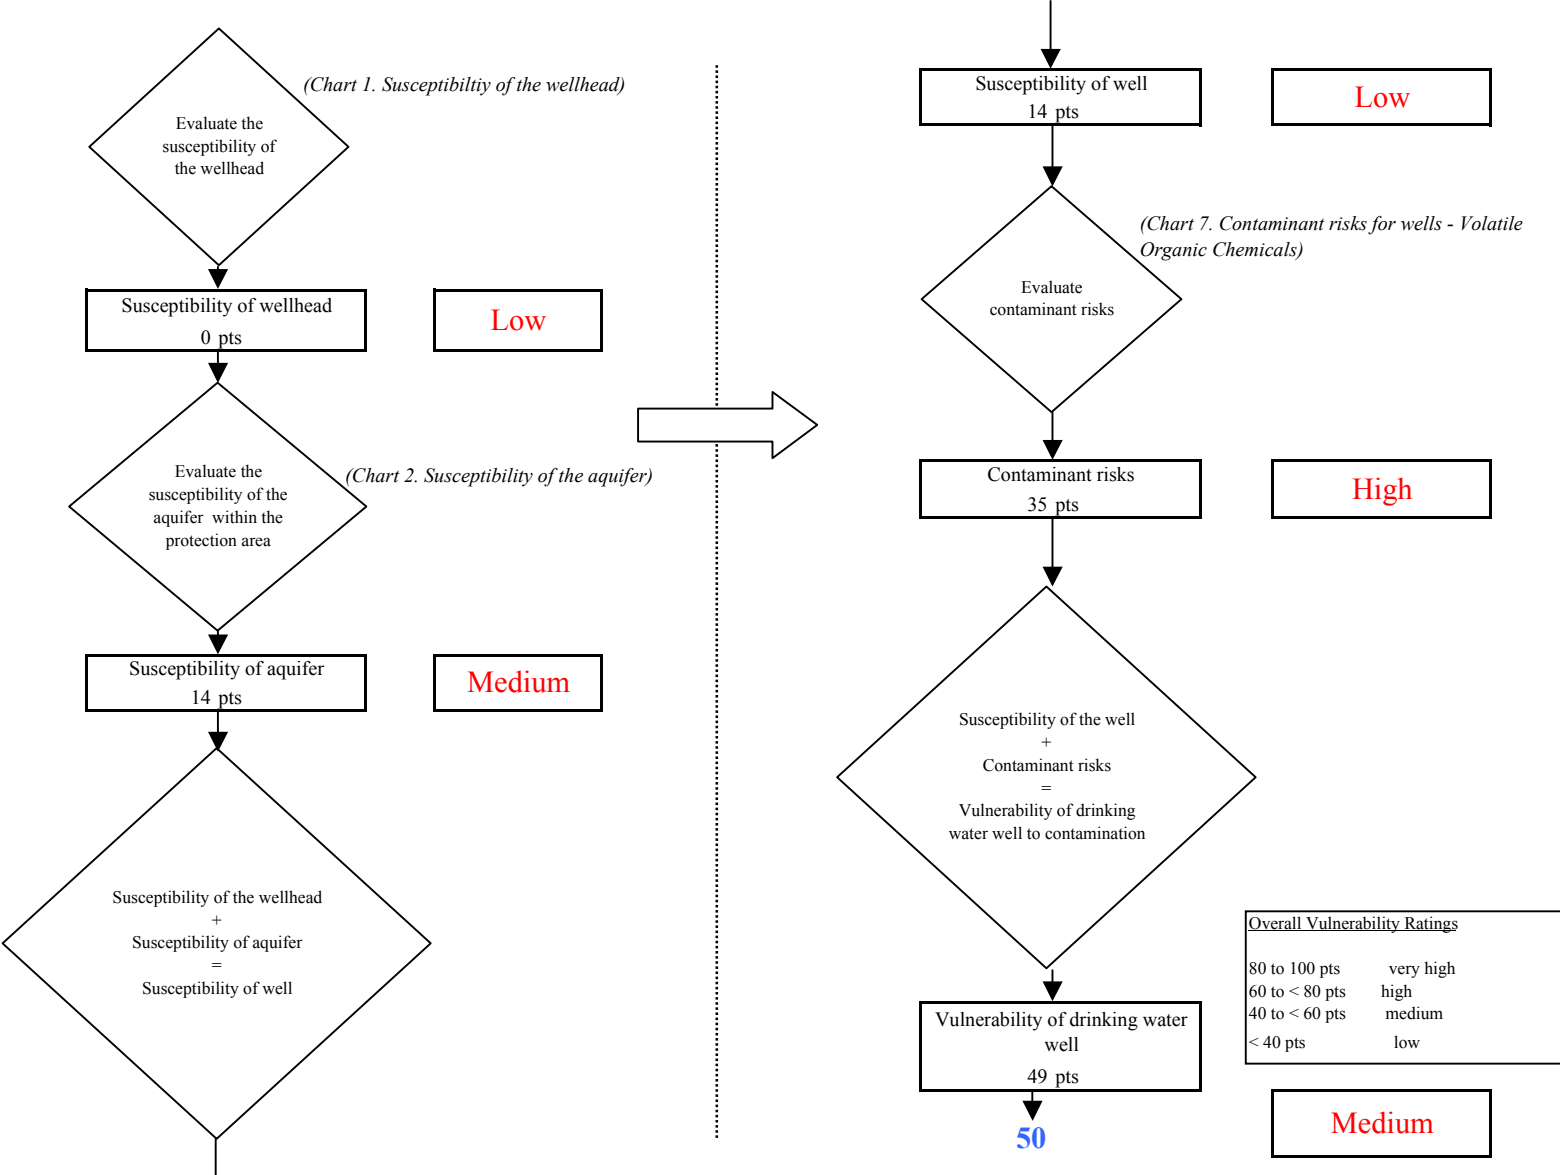 (Chart 1. Susceptibiltiy of the wellhead)
Evaluate the
susceptibility of
the wellhead
Susceptibility of wellhead
0 pts
Low
Evaluate the
susceptibility of the
aquifer within the
protection area
(Chart 2. Susceptibility of the aquifer)
Susceptibility of aquifer
14 pts
Medium
Susceptibility of the wellhead
+
Susceptibility of aquifer
=
Susceptibility of well
Susceptibility of well
14 pts
Low
(Chart 7. Contaminant risks for wells - Volatile
Organic Chemicals)
Evaluate
contaminant risks
Contaminant risks
35 pts
High
Susceptibility of the well
+
Contaminant risks
=
Vulnerability of drinking
water well to contamination
Vulnerability of drinking water
well
49 pts
50
Overall Vulnerability Ratings
80 to 100 pts very high
60 to < 80 pts high
40 to < 60 pts medium
< 40 pts low
Medium